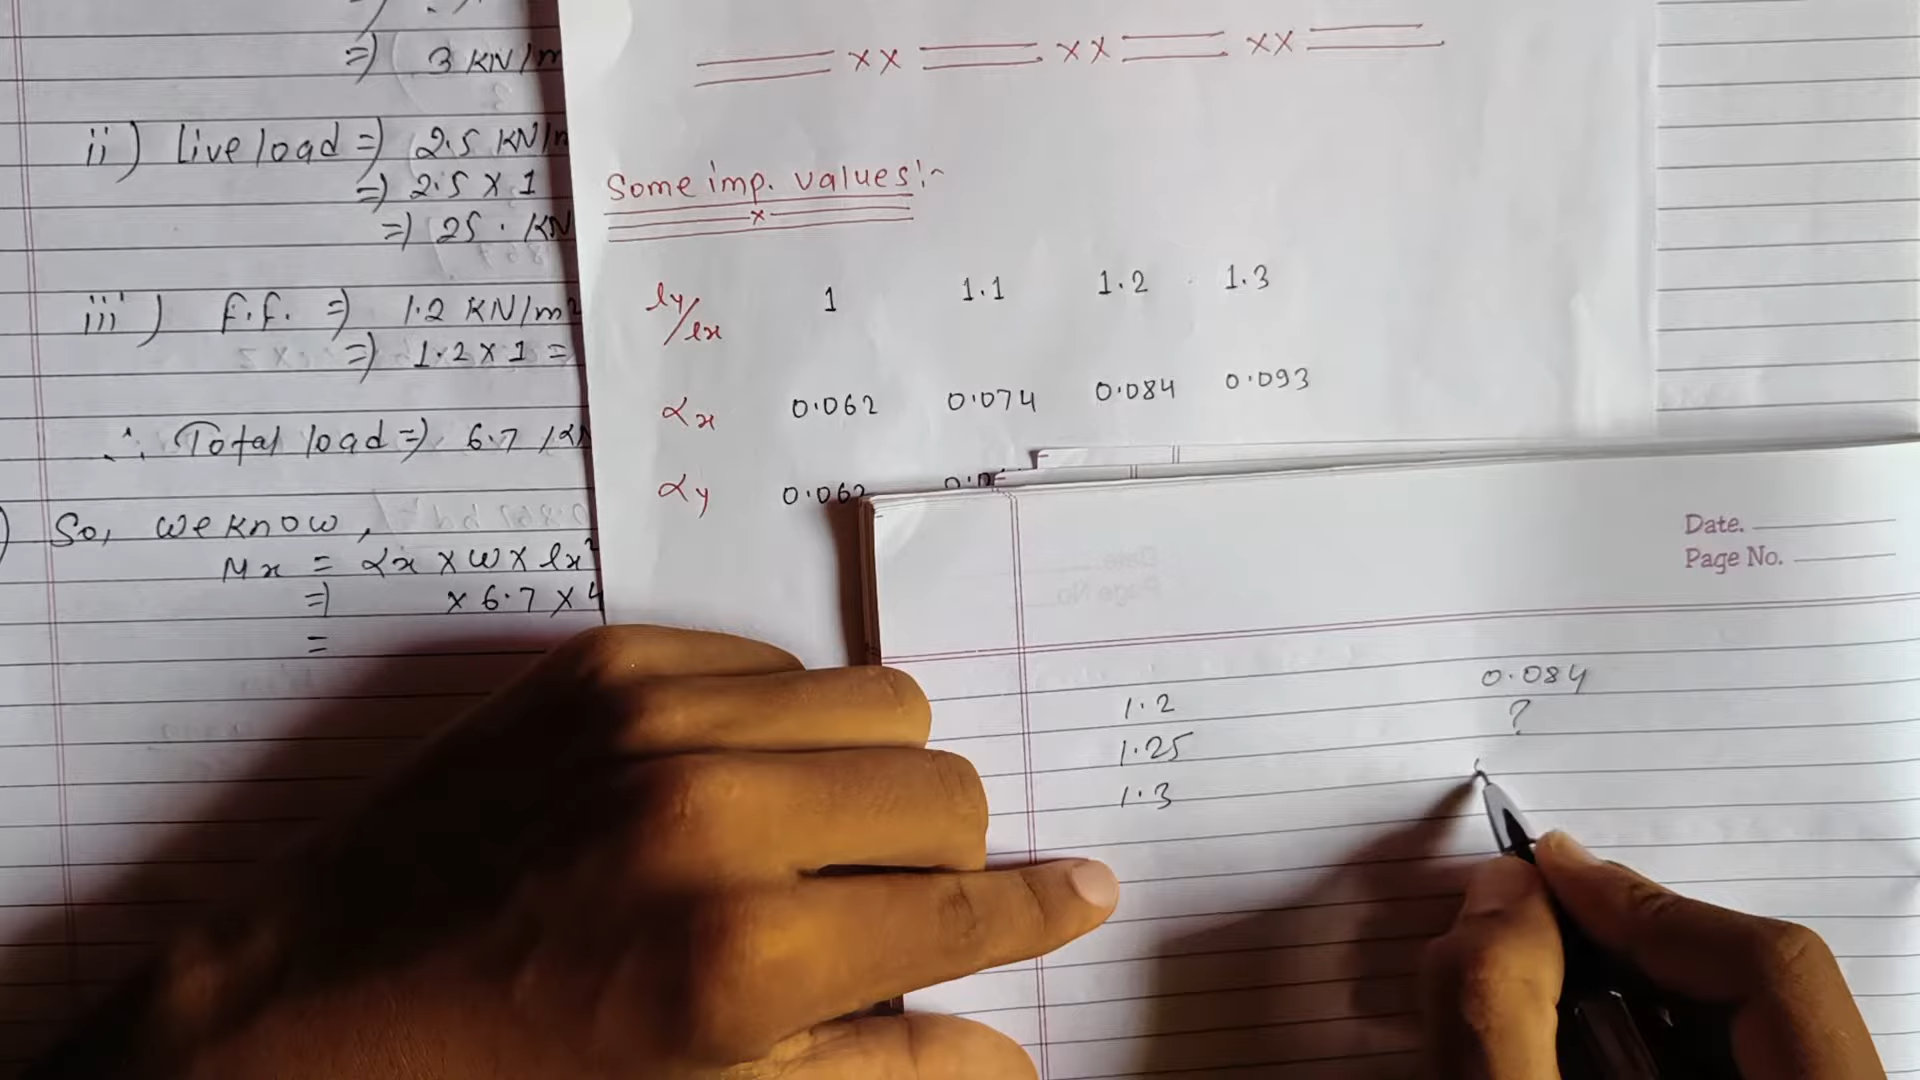 =) 3 KN/m
ii) Live load =) 2.5 KN/m
=) 2.5 x 1
=) 25. KN
iii) F.F. =) 1.2 KN/m2
=) 1.2 x 1 =
∴ Total load =) 6.7 KN
So, we know,
Mx = αx x w x lx²
=) x 6.7 x 4
=
xx xx xx
Some imp. values:-
x
ly/lx 1 1.1 1.2 1.3
αx 0.062 0.074 0.084 0.093
αy 0.062
Date.
Page No.
1.2 0.084
1.25 ?
1.3